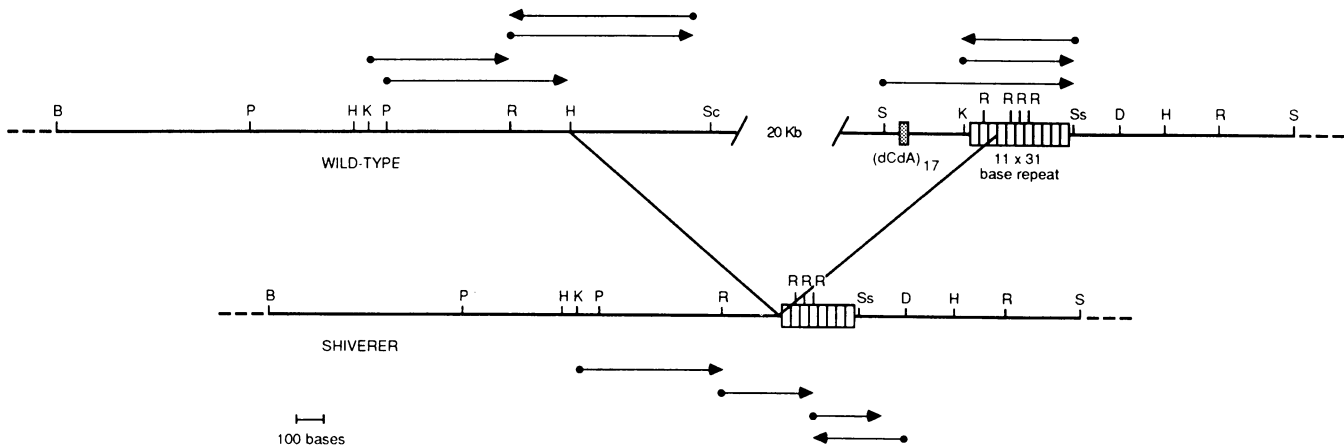 R R R R
B P H K P R H Sc 20 Kb S K Ss D H R S
(dCdA)17
WILD-TYPE
11 x 31
base repeat
R R R
B P H K P R Ss D H R S
SHIVERER
100 bases